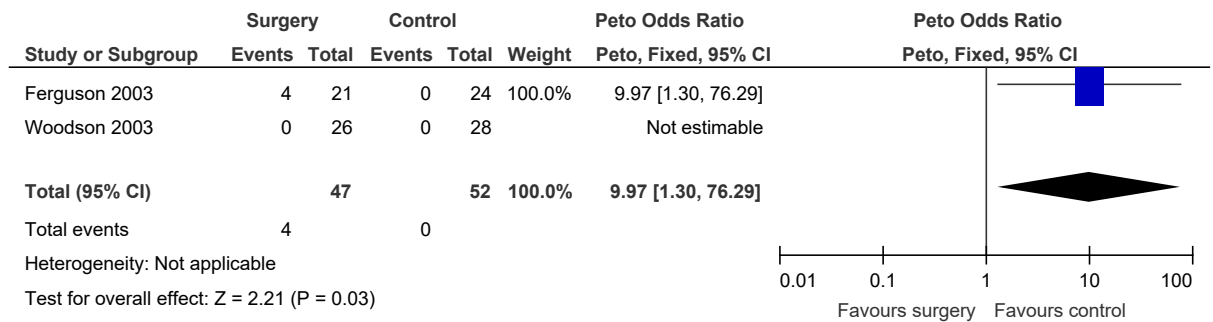 Surgery Control Peto Odds Ratio Peto Odds Ratio
Study or Subgroup Events Total Events Total Weight Peto, Fixed, 95% CI Peto, Fixed, 95% CI
Ferguson 2003 4 21 0 24 100.0% 9.97 [1.30, 76.29]
Woodson 2003 0 26 0 28 Not estimable
Total (95% CI) 47 52 100.0% 9.97 [1.30, 76.29]
Total events 4 0
Heterogeneity: Not applicable
Test for overall effect: Z = 2.21 (P = 0.03)
0.01 0.1 1 10 100
Favours surgery Favours control